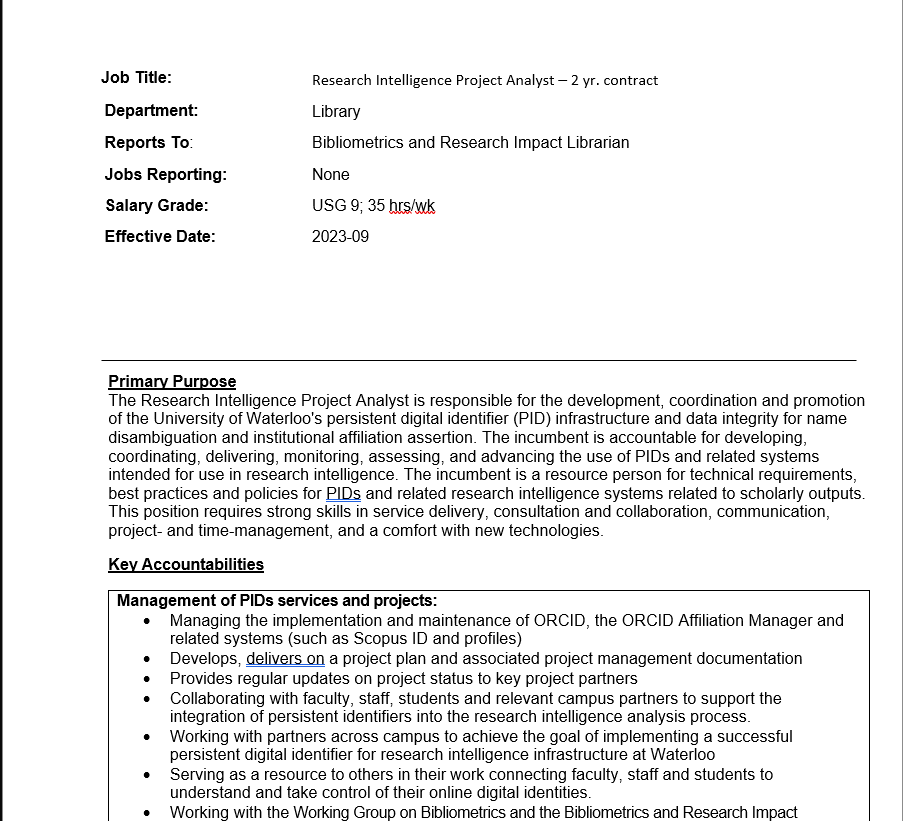 Job Title: Research Intelligence Project Analyst – 2 yr. contract
Department: Library
Reports To: Bibliometrics and Research Impact Librarian
Jobs Reporting: None
Salary Grade: USG 9; 35 hrs/wk
Effective Date: 2023-09
Primary Purpose
The Research Intelligence Project Analyst is responsible for the development, coordination and promotion
of the University of Waterloo's persistent digital identifier (PID) infrastructure and data integrity for name
disambiguation and institutional affiliation assertion. The incumbent is accountable for developing,
coordinating, delivering, monitoring, assessing, and advancing the use of PIDs and related systems
intended for use in research intelligence. The incumbent is a resource person for technical requirements,
best practices and policies for PIDs and related research intelligence systems related to scholarly outputs.
This position requires strong skills in service delivery, consultation and collaboration, communication,
project- and time-management, and a comfort with new technologies.
Key Accountabilities
Management of PIDs services and projects:
• Managing the implementation and maintenance of ORCID, the ORCID Affiliation Manager and
related systems (such as Scopus ID and profiles)
• Develops, delivers on a project plan and associated project management documentation
• Provides regular updates on project status to key project partners
• Collaborating with faculty, staff, students and relevant campus partners to support the
integration of persistent identifiers into the research intelligence analysis process.
• Working with partners across campus to achieve the goal of implementing a successful
persistent digital identifier for research intelligence infrastructure at Waterloo
• Serving as a resource to others in their work connecting faculty, staff and students to
understand and take control of their online digital identities.
• Working with the Working Group on Bibliometrics and the Bibliometrics and Research Impact